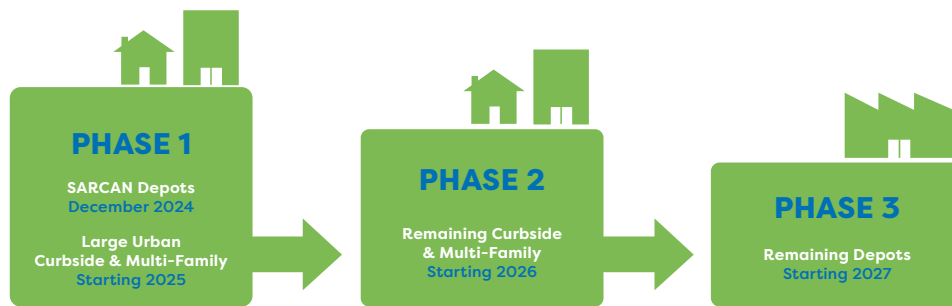 PHASE 1
SARCAN Depots
December 2024
Large Urban
Curbside & Multi-Family
Starting 2025
PHASE 2
Remaining Curbside
& Multi-Family
Starting 2026
PHASE 3
Remaining Depots
Starting 2027